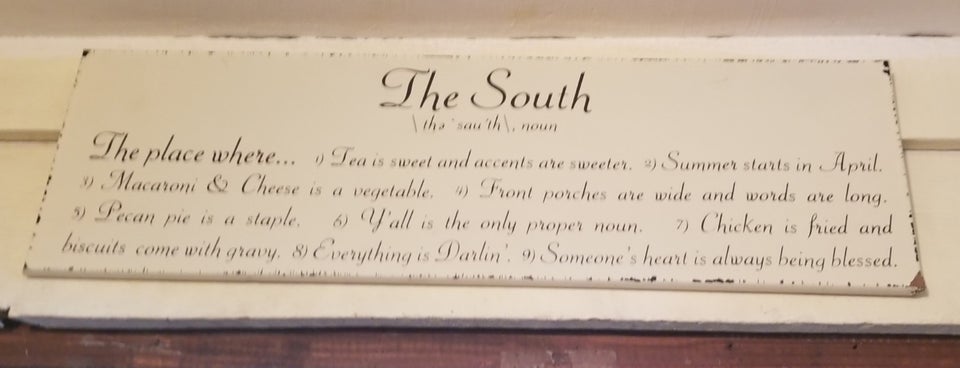 The South
\ thə ˈsau̇th \, noun
The place where... 1) Tea is sweet and accents are sweeter. 2) Summer starts in April.
3) Macaroni & Cheese is a vegetable. 4) Front porches are wide and words are long.
5) Pecan pie is a staple. 6) Y'all is the only proper noun. 7) Chicken is fried and
biscuits come with gravy. 8) Everything is Darlin'. 9) Someone's heart is always being blessed.